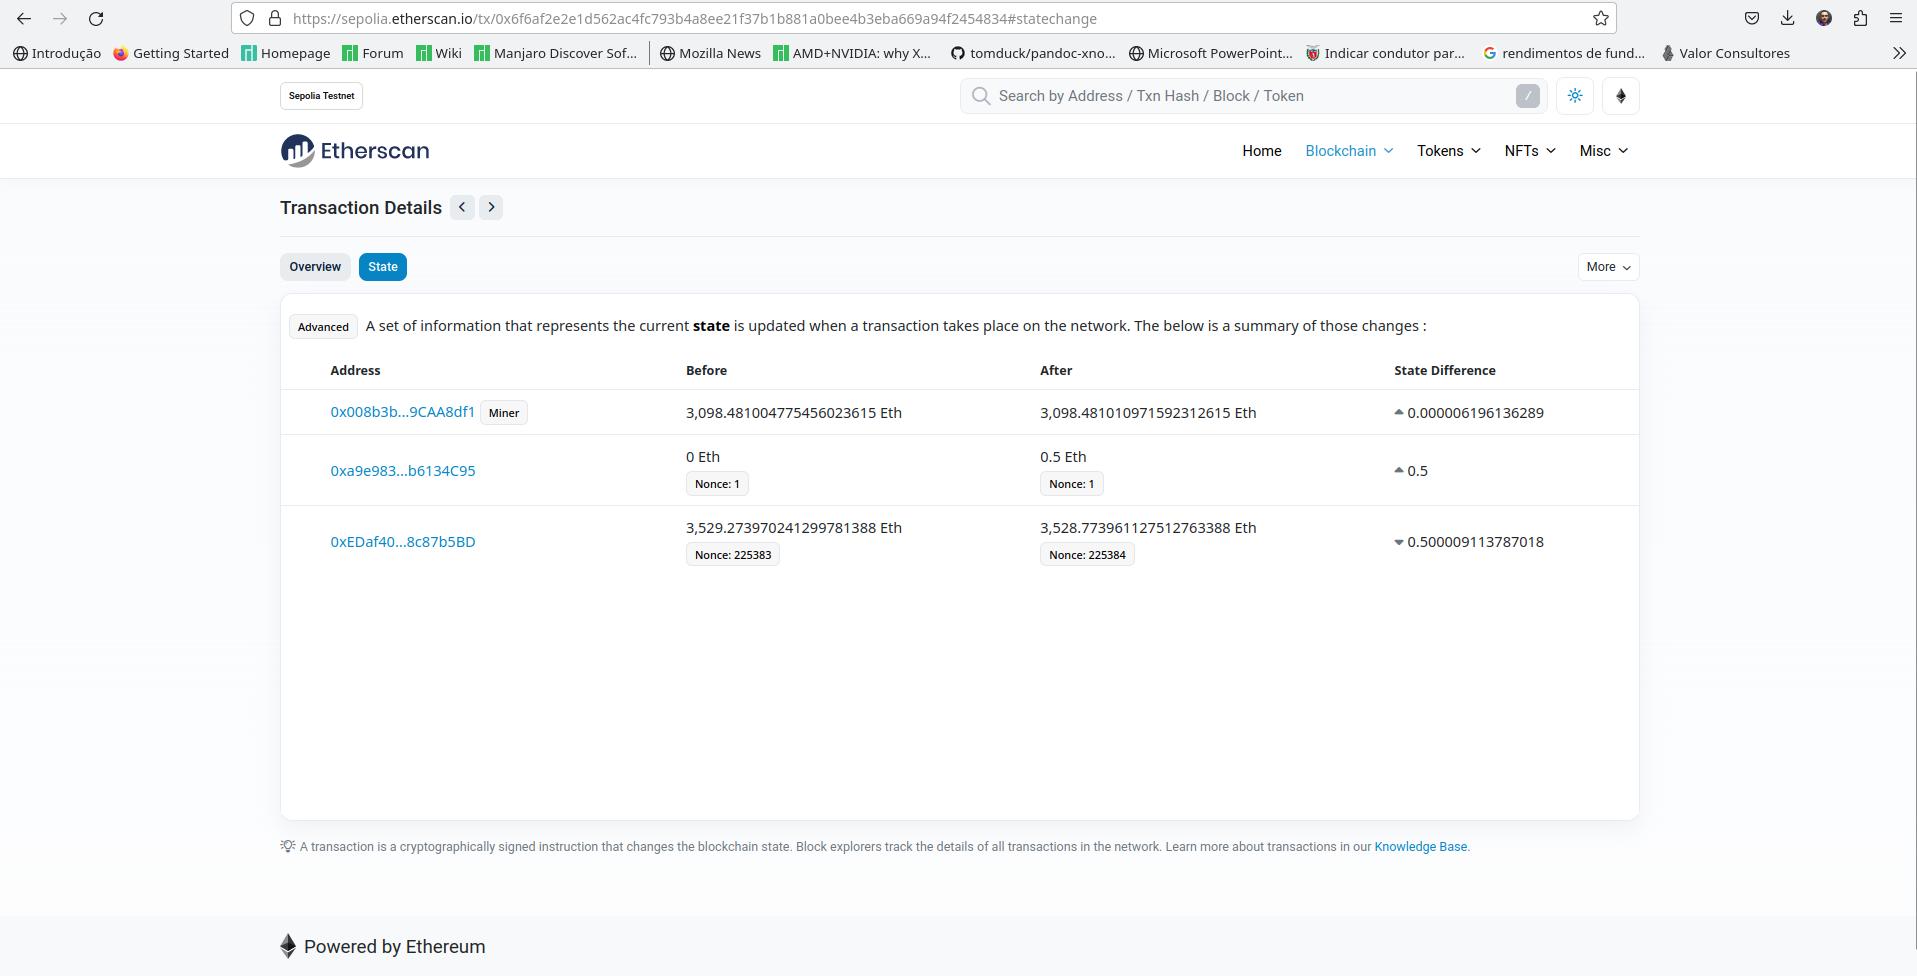 https://sepolia.etherscan.io/tx/0x6f6af2e2e1d562ac4fc793b4a8ee21f37b1b881a0bee4b3eba669a94f2454834#statechange
Introdução Getting Started Homepage Forum Wiki Manjaro Discover Sof... Mozilla News AMD+NVIDIA: why X... tomduck/pandoc-xno... Microsoft PowerPoint... Indicar condutor par... rendimentos de fund... Valor Consultores
Sepolia Testnet Search by Address / Txn Hash / Block / Token /
Etherscan Home Blockchain Tokens NFTs Misc
Transaction Details
Overview State More
Advanced A set of information that represents the current state is updated when a transaction takes place on the network. The below is a summary of those changes :
Address Before After State Difference
0x008b3b...9CAA8df1 Miner 3,098.481004775456023615 Eth 3,098.481010971592312615 Eth 0.000006196136289
0xa9e983...b6134C95 0 Eth 0.5 Eth 0.5
Nonce: 1 Nonce: 1
0xEDaf40...8c87b5BD 3,529.273970241299781388 Eth 3,528.773961127512763388 Eth 0.500009113787018
Nonce: 225383 Nonce: 225384
A transaction is a cryptographically signed instruction that changes the blockchain state. Block explorers track the details of all transactions in the network. Learn more about transactions in our Knowledge Base.
Powered by Ethereum